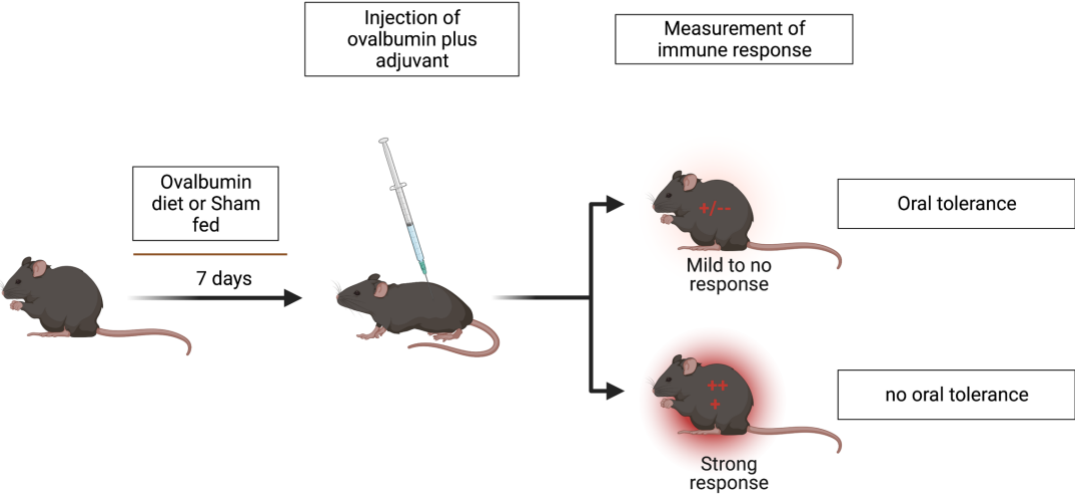 Injection of
ovalbumin plus
adjuvant
Measurement of
immune response
Ovalbumin
diet or Sham
fed
7 days
+/--
Mild to no
response
Oral tolerance
++
+
Strong
response
no oral tolerance